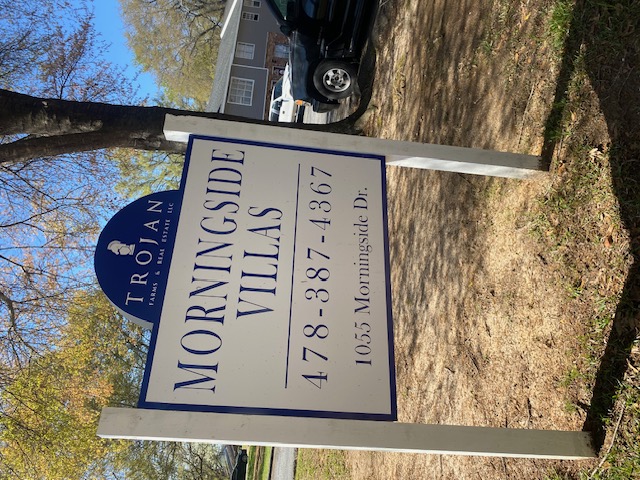 TROJAN
FARMS & REAL ESTATE LLC
MORNINGSIDE
VILLAS
478-387-4367
1055 Morningside Dr.